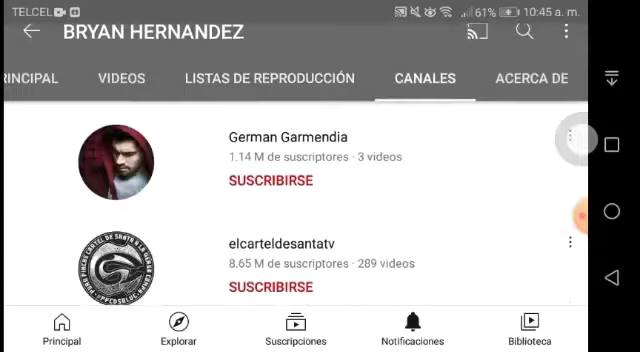 TELCEL 61% 10:45 a. m.
BRYAN HERNANDEZ
RINCIPAL VIDEOS LISTAS DE REPRODUCCIÓN CANALES ACERCA DE
German Garmendia
1.14 M de suscriptores · 3 videos
SUSCRIBIRSE
elcarteldesantatv
8.65 M de suscriptores · 289 videos
SUSCRIBIRSE
Principal Explorar Suscripciones Notificaciones Biblioteca